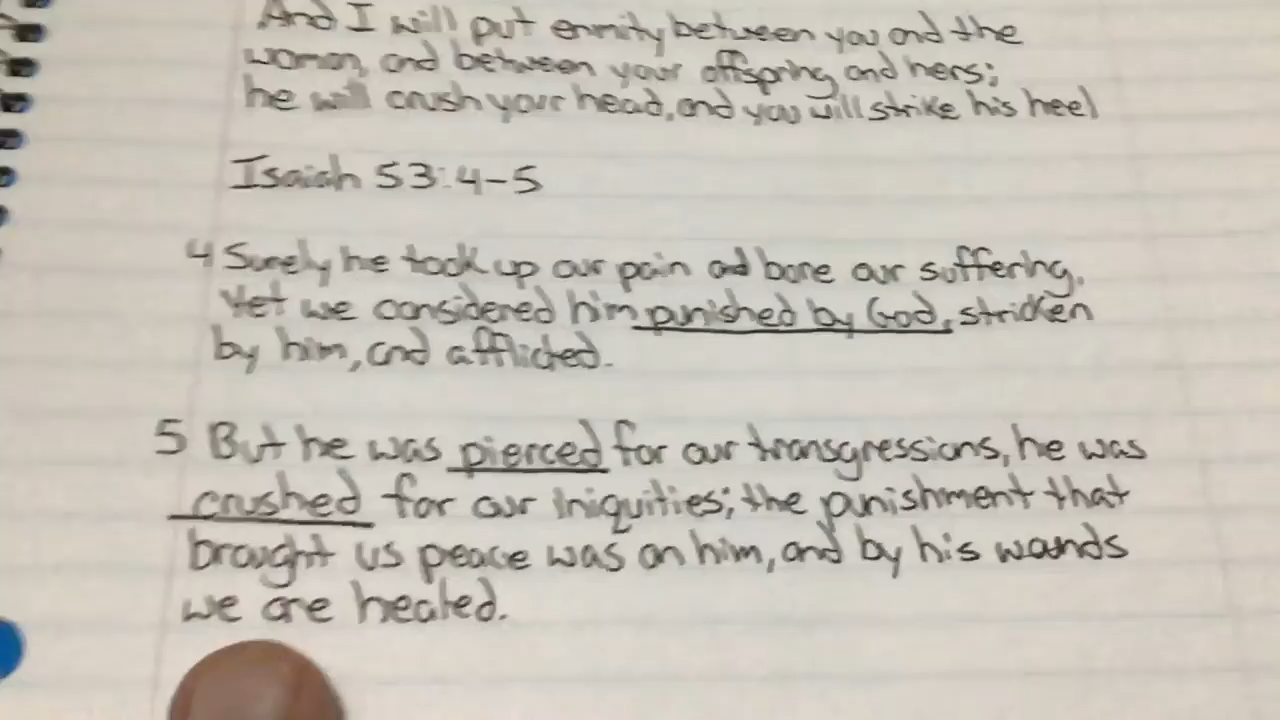 And I will put enmity between you and the
woman, and between your offspring and hers;
he will crush your head, and you will strike his heel
Isaiah 53:4-5
4 Surely he took up our pain and bore our suffering.
Yet we considered him punished by God, stricken
by him, and afflicted.
5 But he was pierced for our transgressions, he was
crushed for our iniquities; the punishment that
brought us peace was on him, and by his wounds
we are healed.